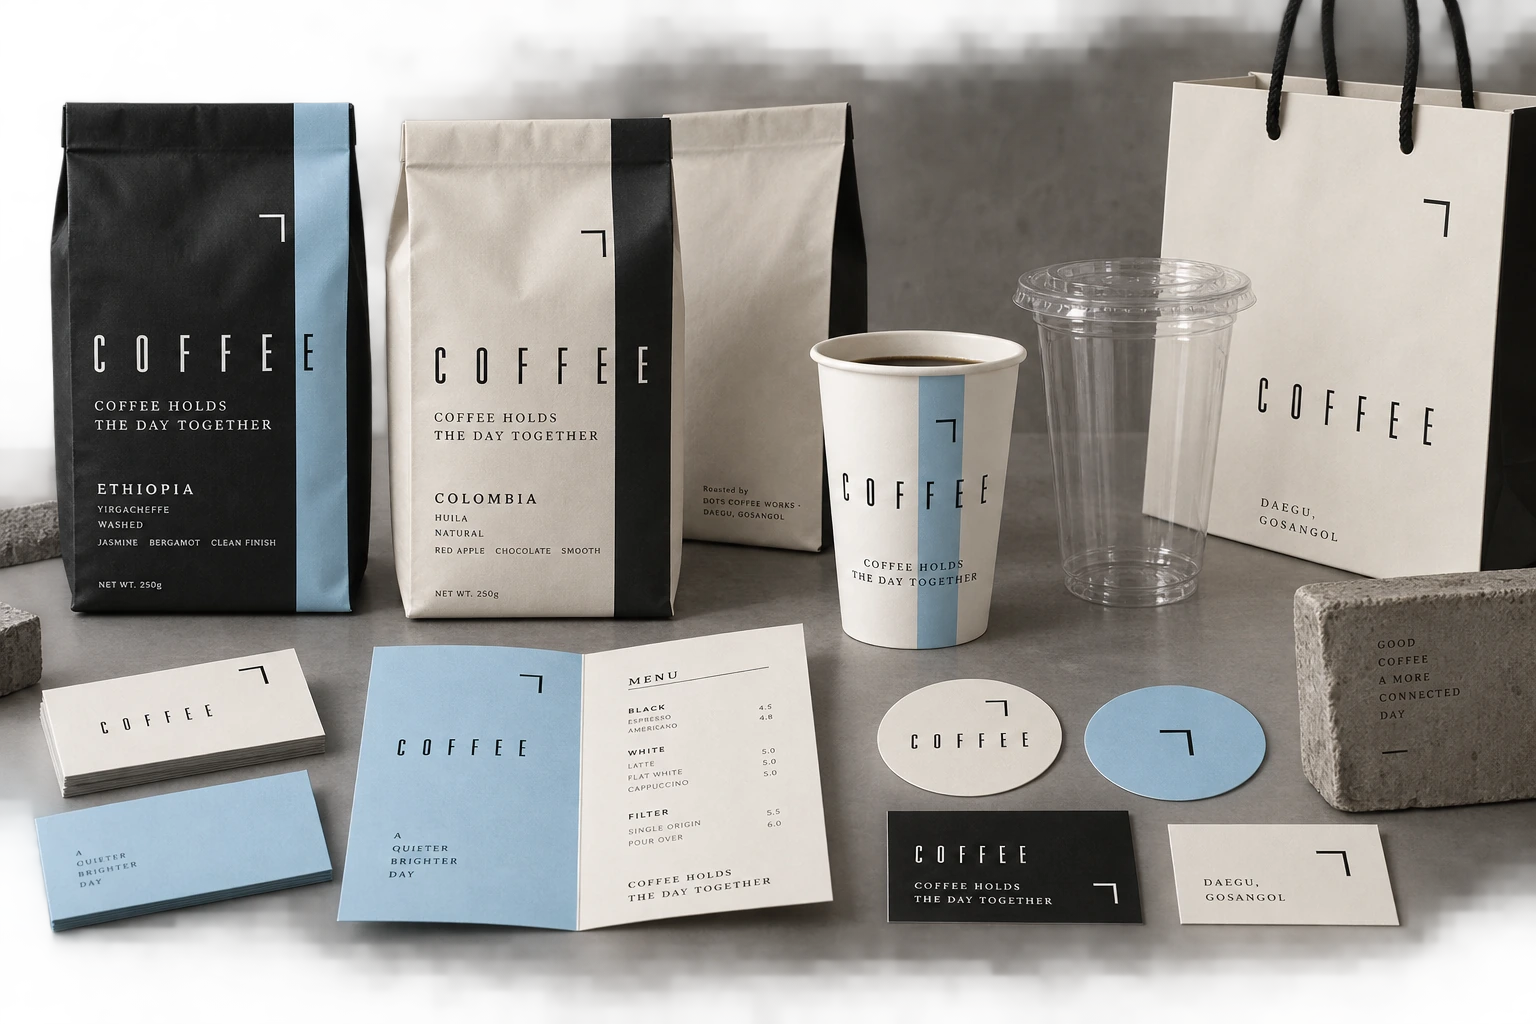 COFFEE
COFFEE HOLDS
THE DAY TOGETHER
ETHIOPIA
YIRGACHEFFE
WASHED
JASMINE BERGAMOT CLEAN FINISH
NET WT. 250g
COFFEE
COFFEE HOLDS
THE DAY TOGETHER
COLOMBIA
HUILA
NATURAL
RED APPLE CHOCOLATE SMOOTH
NET WT. 250g
Roasted by
DOTS COFFEE WORKS ·
DAEGU, GOSANGOL
COFFEE
COFFEE HOLDS
THE DAY TOGETHER
COFFEE
DAEGU,
GOSANGOL
GOOD
COFFEE
A MORE
CONNECTED
DAY
COFFEE
A
QUIETER
BRIGHTER
DAY
COFFEE
A
QUIETER
BRIGHTER
DAY
MENU
BLACK 4.5
ESPRESSO 4.8
AMERICANO
WHITE 5.0
LATTE 5.0
FLAT WHITE 5.0
CAPPUCCINO
FILTER 5.5
SINGLE ORIGIN 6.0
POUR OVER
COFFEE HOLDS
THE DAY TOGETHER
COFFEE
COFFEE
COFFEE HOLDS
THE DAY TOGETHER
DAEGU,
GOSANGOL